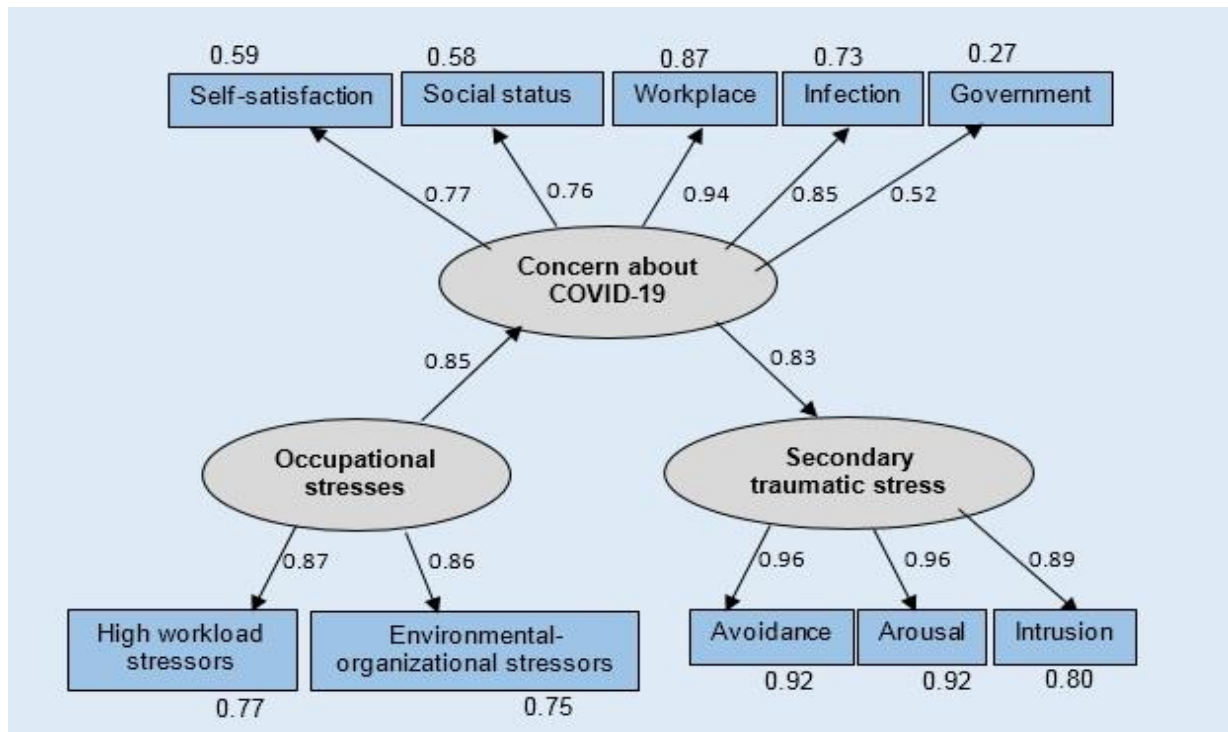 0.59 0.58 0.87 0.73 0.27
Self-satisfaction Social status Workplace Infection Government
0.77 0.76 0.94 0.85 0.52
Concern about
COVID-19
0.85 0.83
Occupational
stresses
Secondary
traumatic stress
0.87 0.86 0.96 0.96 0.89
High workload
stressors
Environmental-
organizational stressors
Avoidance Arousal Intrusion
0.77 0.75 0.92 0.92 0.80